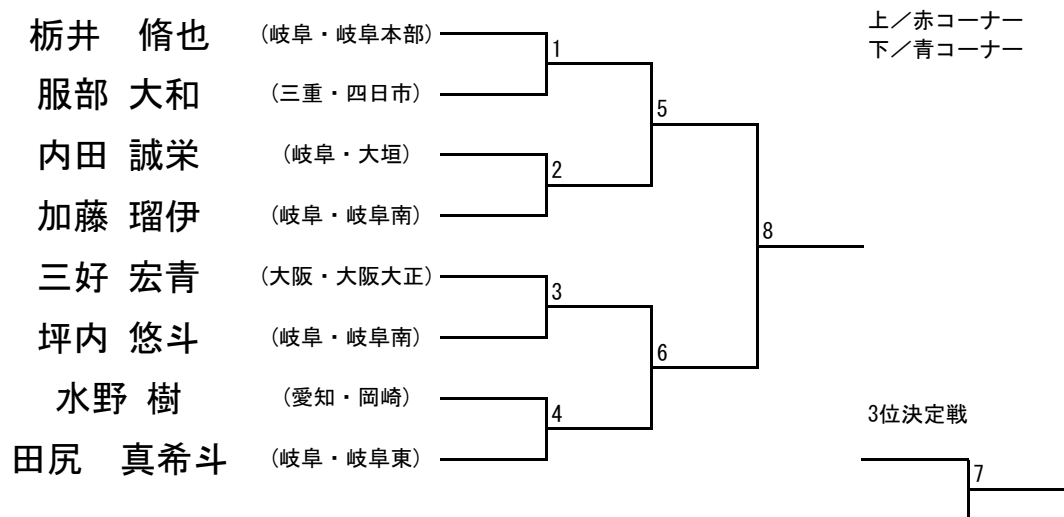 栃井　脩也 (岐阜・岐阜本部) 1
服部 大和 (三重・四日市)
内田 誠栄 (岐阜・大垣) 2
加藤 瑠伊 (岐阜・岐阜南)
三好 宏青 (大阪・大阪大正) 3
坪内 悠斗 (岐阜・岐阜南)
水野 樹 (愛知・岡崎) 4
田尻　真希斗 (岐阜・岐阜東)
5
6
8
上／赤コーナー
下／青コーナー
3位決定戦
7